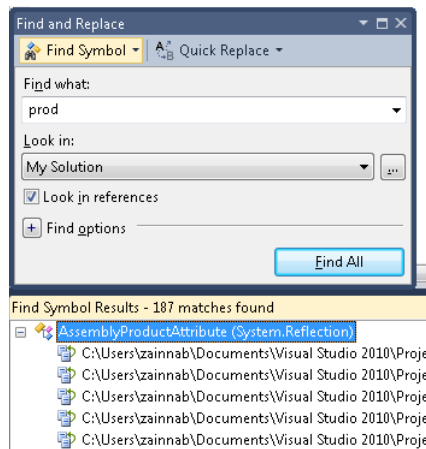 Find and Replace
Find Symbol Quick Replace
Find what:
prod
Look in:
My Solution ...
Look in references
Find options
Find All
Find Symbol Results - 187 matches found
AssemblyProductAttribute (System.Reflection)
C:\Users\zainnab\Documents\Visual Studio 2010\Proje
C:\Users\zainnab\Documents\Visual Studio 2010\Proje
C:\Users\zainnab\Documents\Visual Studio 2010\Proje
C:\Users\zainnab\Documents\Visual Studio 2010\Proje
C:\Users\zainnab\Documents\Visual Studio 2010\Proje